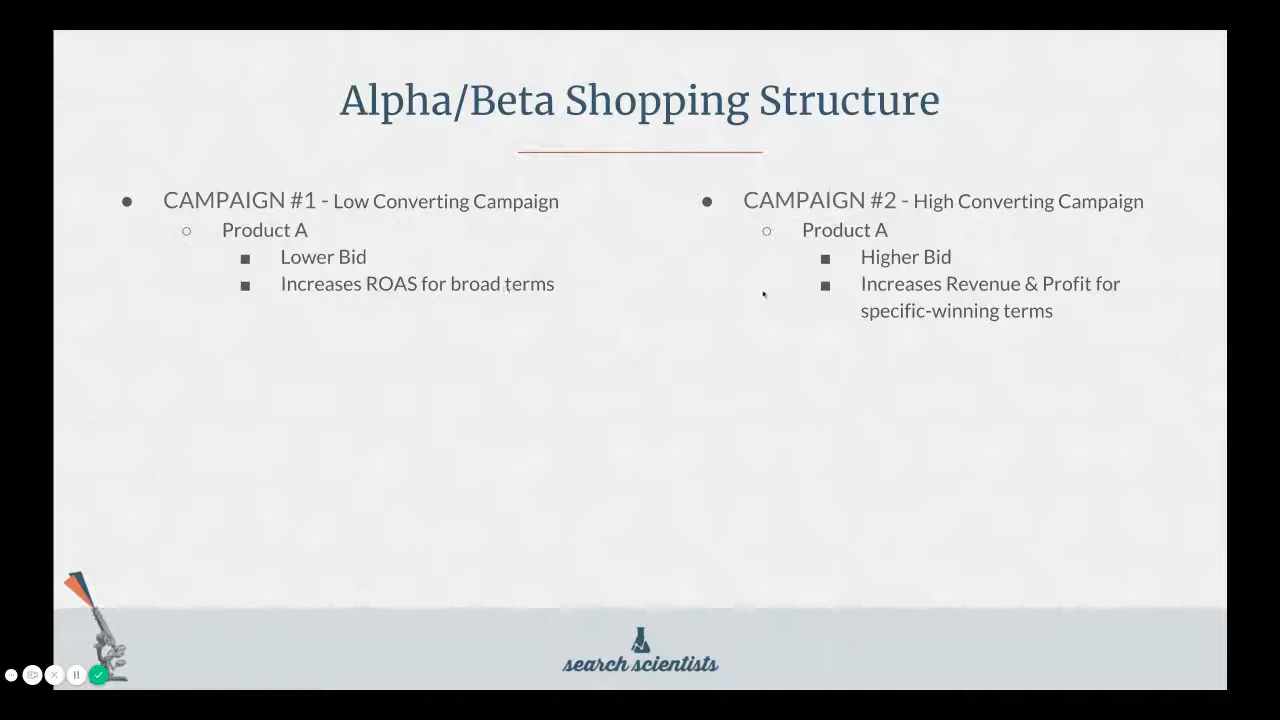 Alpha/Beta Shopping Structure
CAMPAIGN #1 - Low Converting Campaign
Product A
Lower Bid
Increases ROAS for broad terms
CAMPAIGN #2 - High Converting Campaign
Product A
Higher Bid
Increases Revenue & Profit for
specific-winning terms
search scientists